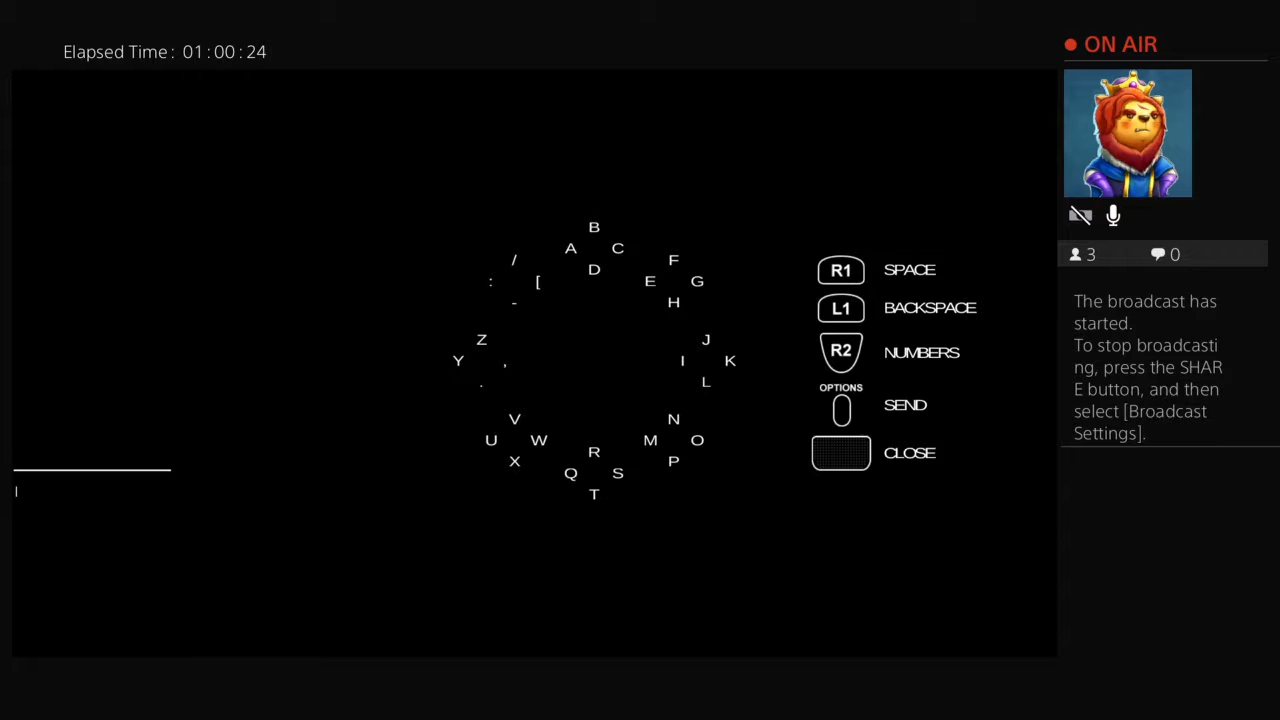 Elapsed Time: 01:00:24
ON AIR
3 0
The broadcast has
started.
To stop broadcasti
ng, press the SHAR
E button, and then
select [Broadcast
Settings].
B
A C
D
F
E G
H
J
I K
L
N
M O
P
R
Q S
T
V
U W
X
Z
Y ,
.
/
: [
-
R1 SPACE
L1 BACKSPACE
R2 NUMBERS
OPTIONS
SEND
CLOSE